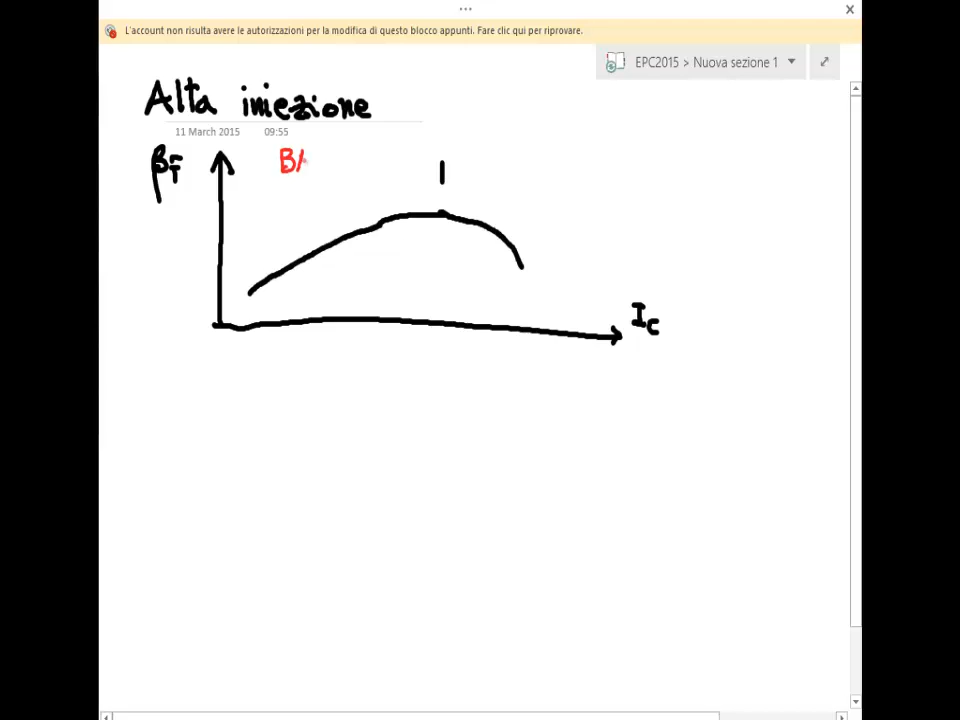 L'account non risulta avere le autorizzazioni per la modifica di questo blocco appunti. Fare clic qui per riprovare.
EPC2015 > Nuova sezione 1
Alta iniezione
11 March 2015 09:55
βF
I_C